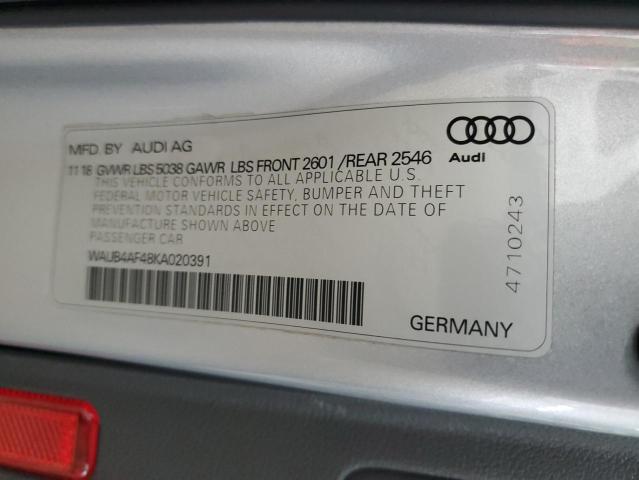 MFD. BY AUDI AG
11 18 GVWR LBS 5038 GAWR LBS FRONT 2601 /REAR 2546
THIS VEHICLE CONFORMS TO ALL APPLICABLE U.S.
FEDERAL MOTOR VEHICLE SAFETY, BUMPER AND THEFT
PREVENTION STANDARDS IN EFFECT ON THE DATE OF
MANUFACTURE SHOWN ABOVE
PASSENGER CAR
WAUB4AF48KA020391
Audi
4710243
GERMANY